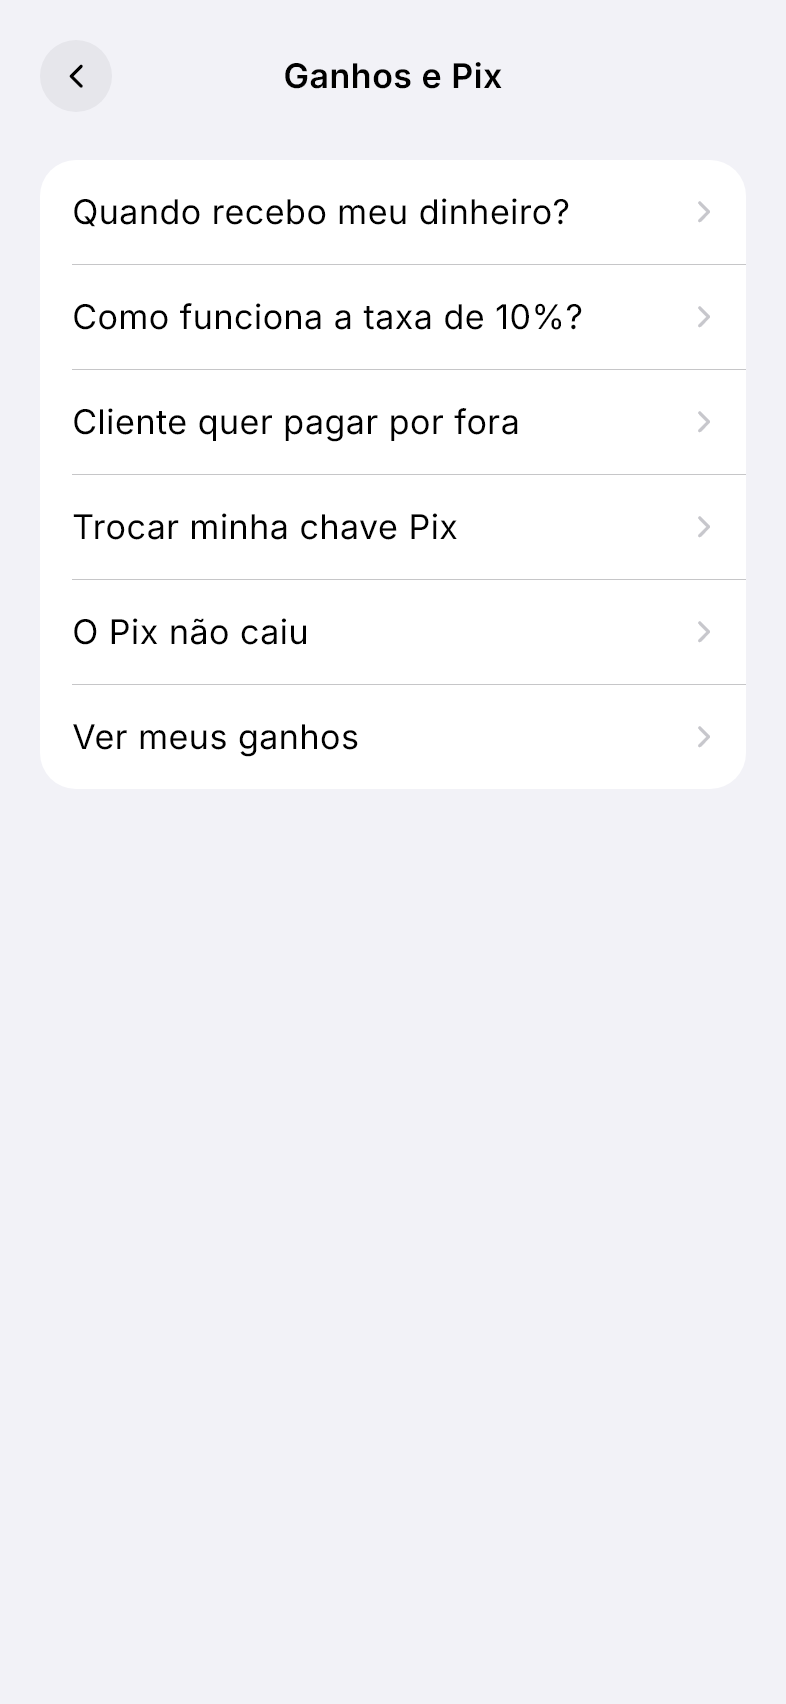 Ganhos e Pix
Quando recebo meu dinheiro?
Como funciona a taxa de 10%?
Cliente quer pagar por fora
Trocar minha chave Pix
O Pix não caiu
Ver meus ganhos